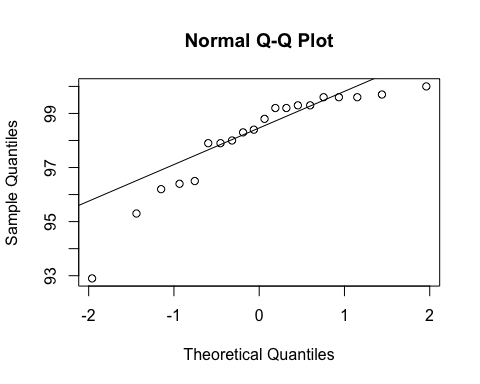 Normal Q-Q Plot
99
97
95
93
Sample Quantiles
-2 -1 0 1 2
Theoretical Quantiles